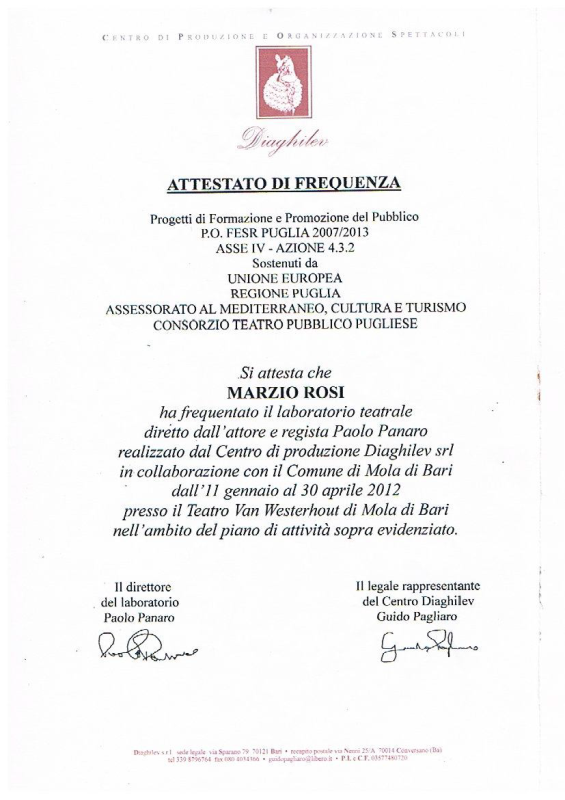 CENTRO DI PRODUZIONE E ORGANIZZAZIONE SPETTACOLI
Diaghilev
ATTESTATO DI FREQUENZA
Progetti di Formazione e Promozione del Pubblico
P.O. FESR PUGLIA 2007/2013
ASSE IV - AZIONE 4.3.2
Sostenuti da
UNIONE EUROPEA
REGIONE PUGLIA
ASSESSORATO AL MEDITERRANEO, CULTURA E TURISMO
CONSORZIO TEATRO PUBBLICO PUGLIESE
Si attesta che
MARZIO ROSI
ha frequentato il laboratorio teatrale
diretto dall'attore e regista Paolo Panaro
realizzato dal Centro di produzione Diaghilev srl
in collaborazione con il Comune di Mola di Bari
dall'11 gennaio al 30 aprile 2012
presso il Teatro Van Westerhout di Mola di Bari
nell'ambito del piano di attività sopra evidenziato.
Il direttore
del laboratorio
Paolo Panaro
Il legale rappresentante
del Centro Diaghilev
Guido Pagliaro
Diaghilev s.r.l. sede legale via Sparano 79 70121 Bari • recapito postale via 25/A 70014 Conversano (Ba)
tel 339 8796764 fax 080 • guidopagliaro@libero.it • P.I. e C.F.